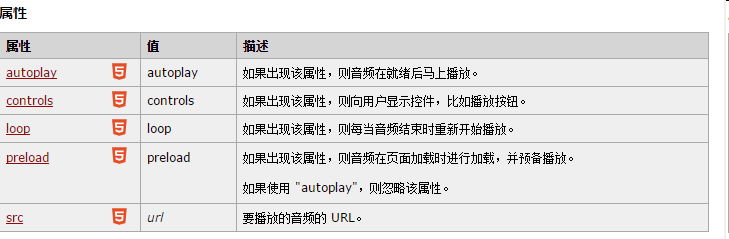 属性
属性 值 描述
autoplay autoplay 如果出现该属性，则音频在就绪后马上播放。
controls controls 如果出现该属性，则向用户显示控件，比如播放按钮。
loop loop 如果出现该属性，则每当音频结束时重新开始播放。
preload preload 如果出现该属性，则音频在页面加载时进行加载，并预备播放。
如果使用 "autoplay"，则忽略该属性。
src url 要播放的音频的 URL。